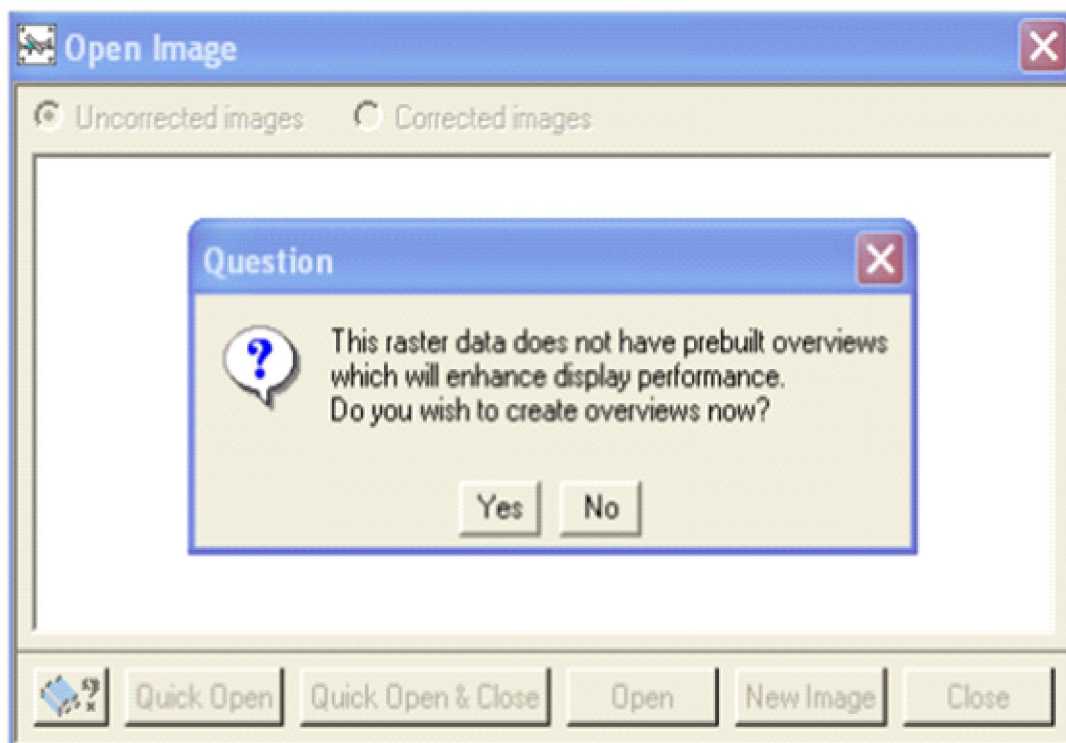 Open Image
Uncorrected images Corrected images
Question
This raster data does not have prebuilt overviews
which will enhance display performance.
Do you wish to create overviews now?
Yes No
Quick Open Quick Open & Close Open New Image Close